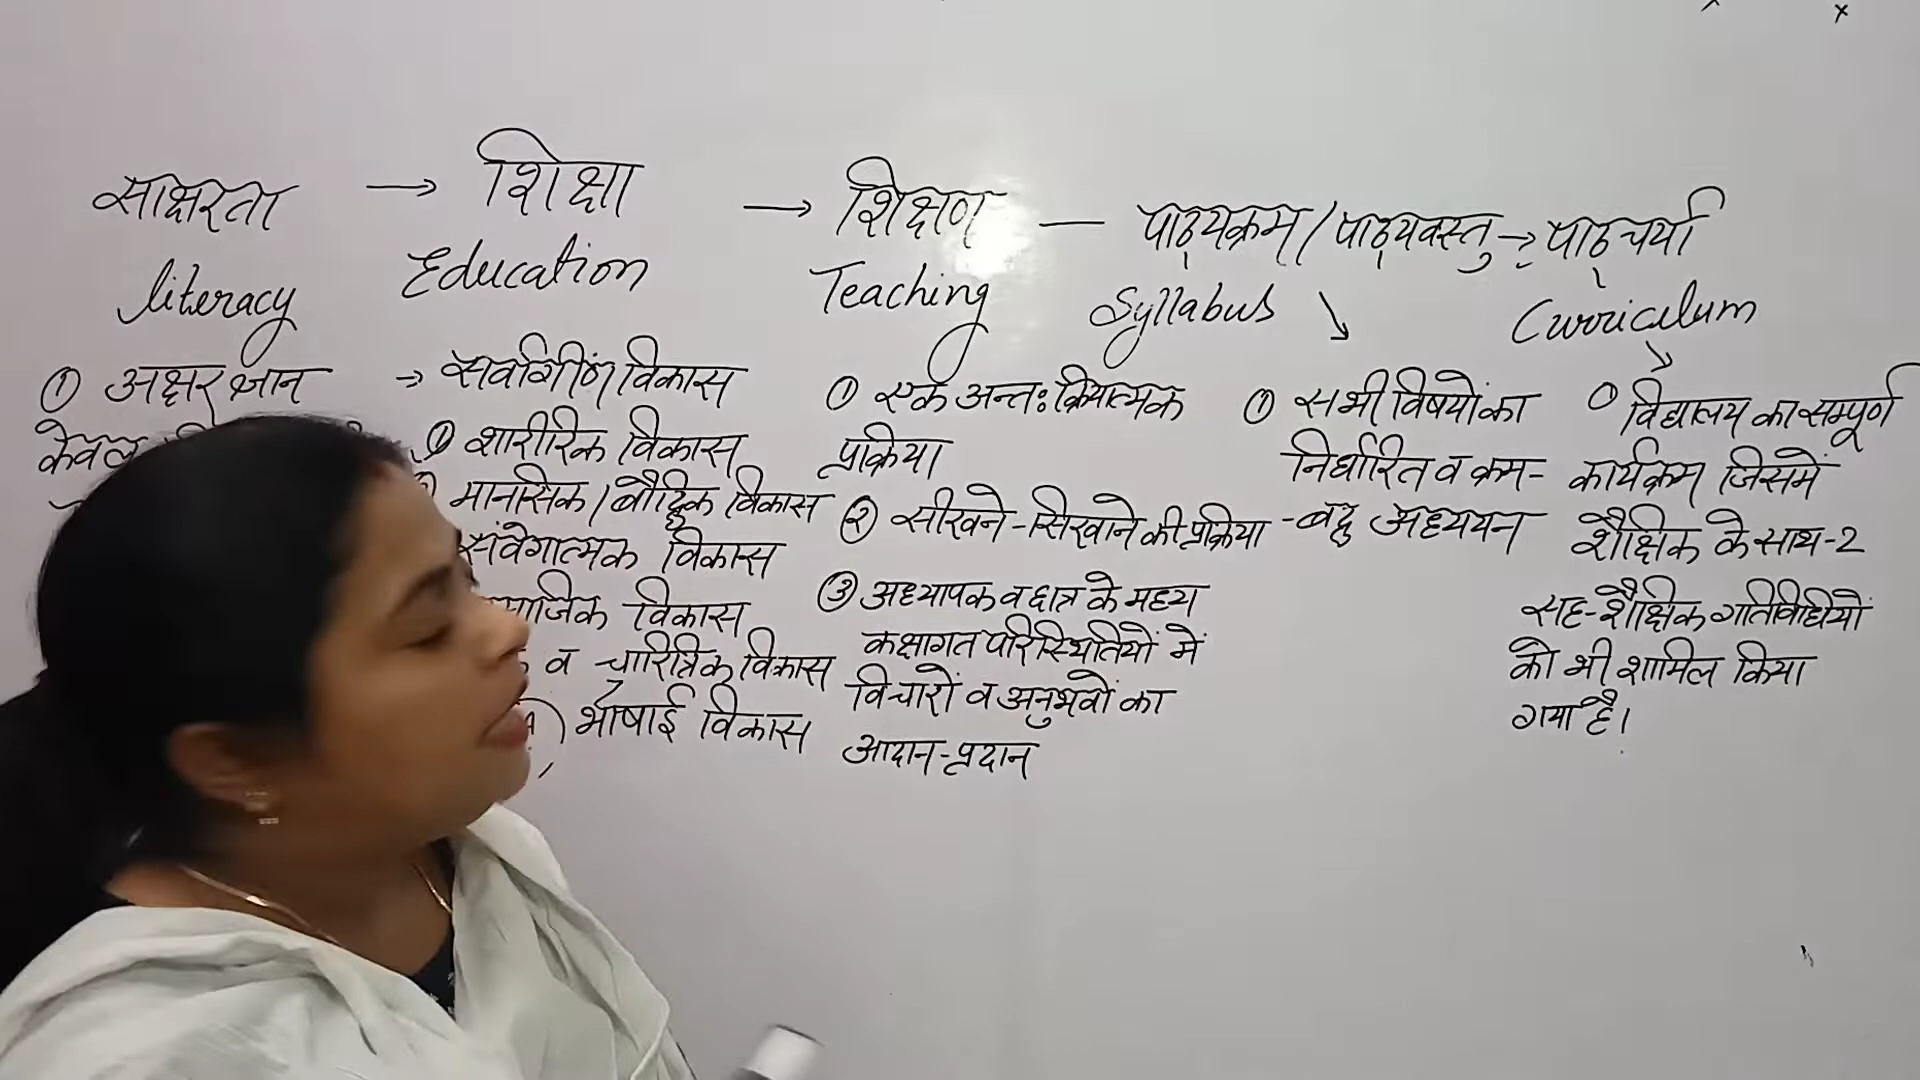 साक्षरता → शिक्षा → शिक्षण — पाठ्यक्रम / पाठ्यवस्तु → पाठ्चर्या
literacy Education Teaching Syllabus ↘ Curriculum
① अक्षर ज्ञान
केवल
→ सर्वांगीण विकास
① शारीरिक विकास
मानसिक / बौद्धिक विकास
संवेगात्मक विकास
विकास
व चारित्रिक विकास
भाषाई विकास
① एक अन्तः क्रियात्मक
प्रक्रिया
② सीखने-सिखाने की प्रक्रिया
③ अध्यापक व छात्र के मध्य
कक्षागत परिस्थितियों में
विचारों व अनुभवों का
आदान-प्रदान
① सभी विषयों का
निर्धारित व क्रम-
-बद्ध अध्ययन
① विद्यालय का सम्पूर्ण
कार्यक्रम जिसमें
शैक्षिक के साथ-2
सह-शैक्षिक गतिविधियों
को भी शामिल किया
गया है।